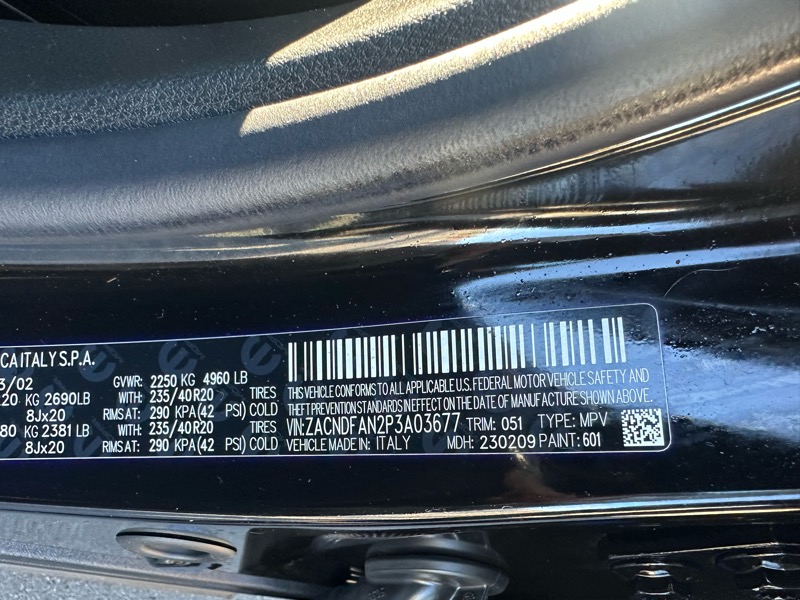 CA ITALY S.P.A.
3/02 GVWR: 2250 KG 4960 LB
20 KG 2690LB WITH: 235/40R20 TIRES
8Jx20 RIMS AT: 290 KPA(42 PSI) COLD
80 KG 2381 LB WITH: 235/40R20 TIRES
8Jx20 RIMS AT: 290 KPA(42 PSI) COLD
THIS VEHICLE CONFORMS TO ALL APPLICABLE U.S. FEDERAL MOTOR VEHICLE SAFETY AND
THEFT PREVENTION STANDARDS IN EFFECT ON THE DATE OF MANUFACTURE SHOWN ABOVE.
VIN:ZACNDFAN2P3A03677 TRIM: 051 TYPE: MPV
VEHICLE MADE IN ITALY MDH: 230209 PAINT: 601